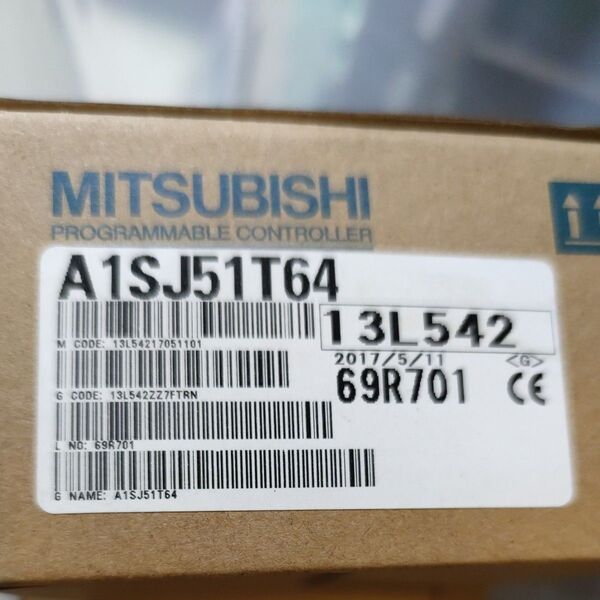 MITSUBISHI
PROGRAMMABLE CONTROLLER
A1SJ51T64
13L542
M CODE: 13L54217051101
2017/5/11 <G>
69R701 CE
G CODE: 13L542ZZ7FTRN
L NO: 69R701
G NAME: A1SJ51T64